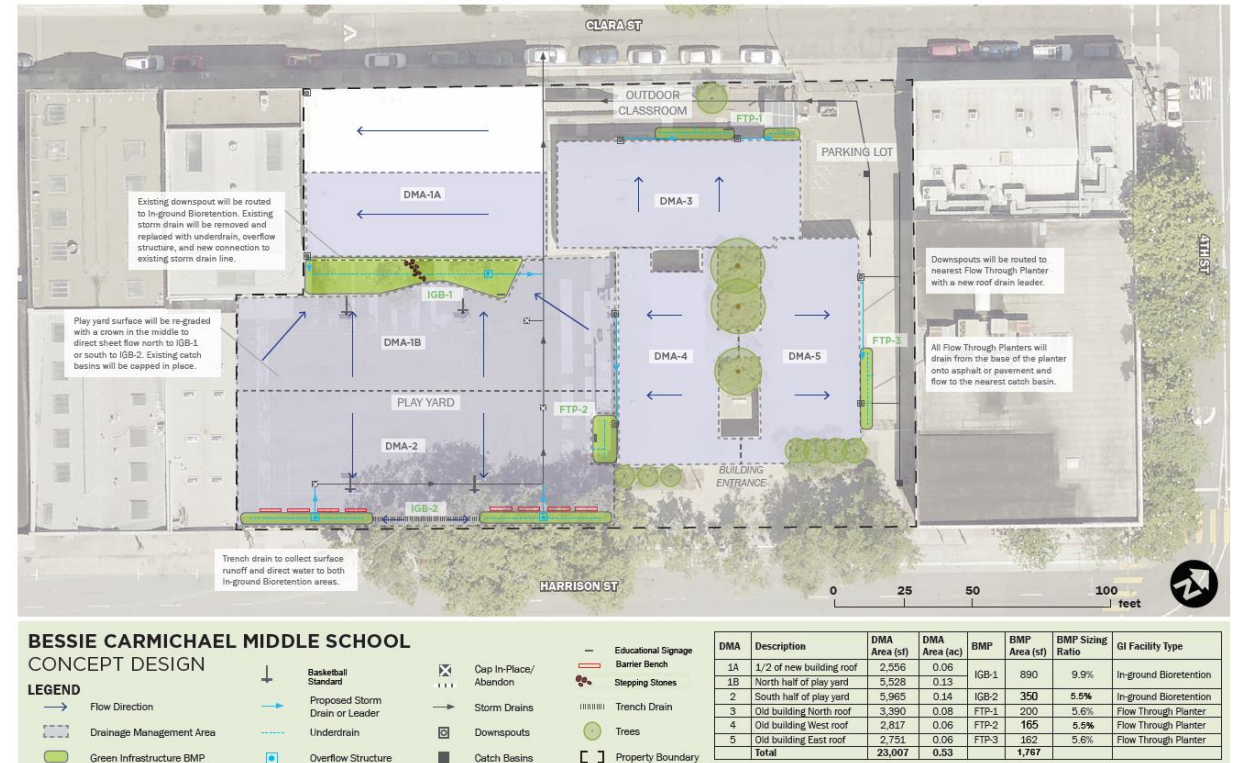 CLARA ST
OUTDOOR
CLASSROOM
FTP-1
PARKING LOT
DMA-1A
DMA-3
Existing downspout will be routed
to In-ground Bioretention. Existing
storm drain will be removed and
replaced with underdrain, overflow
structure, and new connection to
existing storm drain line.
4TH ST
Downspouts will be routed to
nearest Flow Through Planter
with a new roof drain leader.
IGB-1
Play yard surface will be re-graded
with a crown in the middle to
direct sheet flow north to IGB-1
or south to IGB-2. Existing catch
basins will be capped in place.
DMA-1B
DMA-4
DMA-5
FTP-3
All Flow Through Planters will
drain from the base of the planter
onto asphalt or pavement and
flow to the nearest catch basin.
PLAY YARD
FTP-2
DMA-2
BUILDING
ENTRANCE
IGB-2
Trench drain to collect surface
runoff and direct water to both
In-ground Bioretention areas.
HARRISON ST
0 25 50 100
feet
N
BESSIE CARMICHAEL MIDDLE SCHOOL
CONCEPT DESIGN
LEGEND
Flow Direction
Drainage Management Area
Green Infrastructure BMP
Basketball
Standard
Proposed Storm
Drain or Leader
Underdrain
Overflow Structure
Cap In-Place/
Abandon
Storm Drains
Downspouts
Catch Basins
Educational Signage
Barrier Bench
Stepping Stones
Trench Drain
Trees
Property Boundary
DMA Description DMA Area (sf) DMA Area (ac) BMP BMP Area (sf) BMP Sizing Ratio GI Facility Type
1A 1/2 of new building roof 2,556 0.06 IGB-1 890 9.9% In-ground Bioretention
1B North half of play yard 5,528 0.13
2 South half of play yard 5,965 0.14 IGB-2 350 5.5% In-ground Bioretention
3 Old building North roof 3,390 0.08 FTP-1 200 5.6% Flow Through Planter
4 Old building West roof 2,817 0.06 FTP-2 165 5.5% Flow Through Planter
5 Old building East roof 2,751 0.06 FTP-3 162 5.6% Flow Through Planter
Total 23,007 0.53 1,767